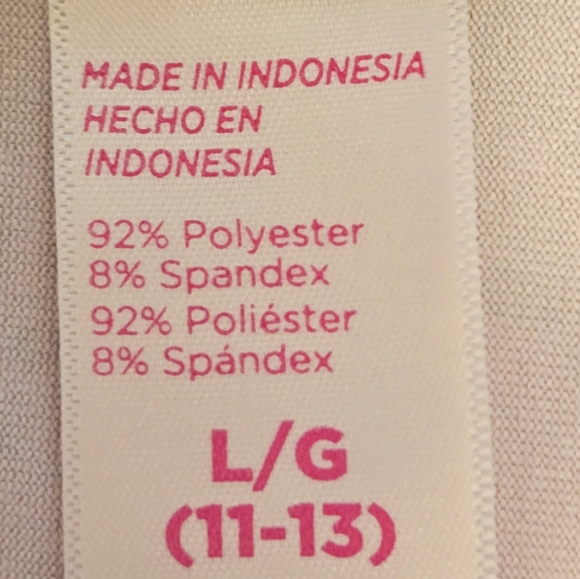 MADE IN INDONESIA
HECHO EN
INDONESIA
92% Polyester
8% Spandex
92% Poliéster
8% Spándex
L/G
(11-13)